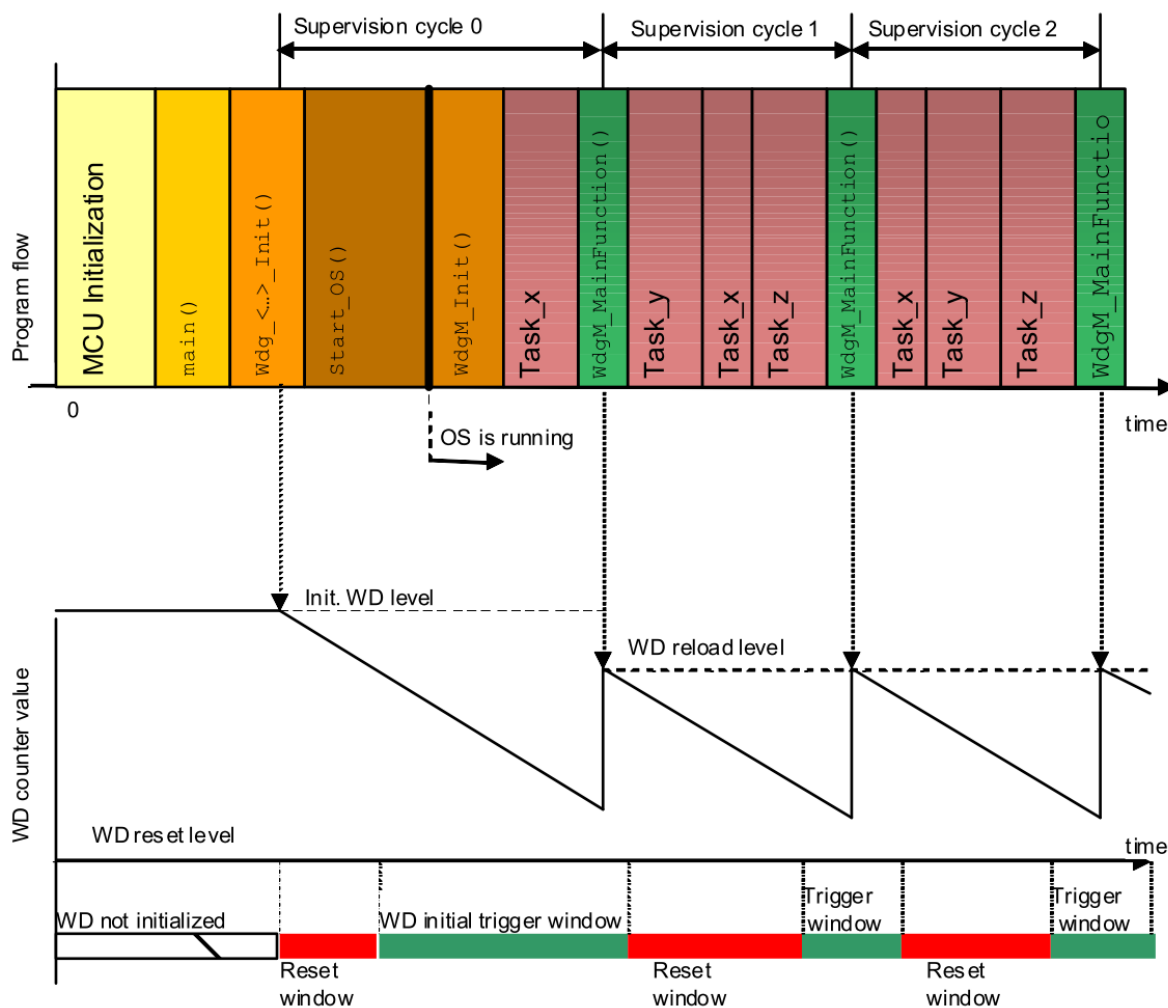 Supervision cycle 0
Supervision cycle 1
Supervision cycle 2
Program flow
MCU Initialization
main()
Wdg_<...>_Init()
Start_OS()
WdgM_Init()
Task_x
WdgM_MainFunction()
Task_y
Task_x
Task_z
WdgM_MainFunction()
Task_x
Task_y
Task_z
WdgM_MainFunctio
0
time
OS is running
Init. WD level
WD reload level
WD counter value
WD reset level
time
WD not initialized
WD initial trigger window
Trigger
window
Trigger
window
Reset
window
Reset
window
Reset
window